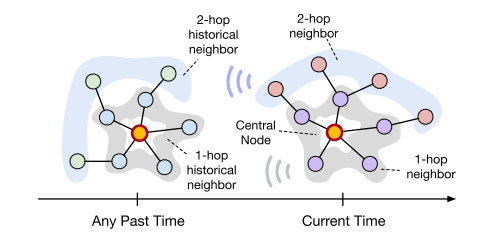 2-hop
historical
neighbor
2-hop
neighbor
Central
Node
1-hop
historical
neighbor
1-hop
neighbor
Any Past Time
Current Time